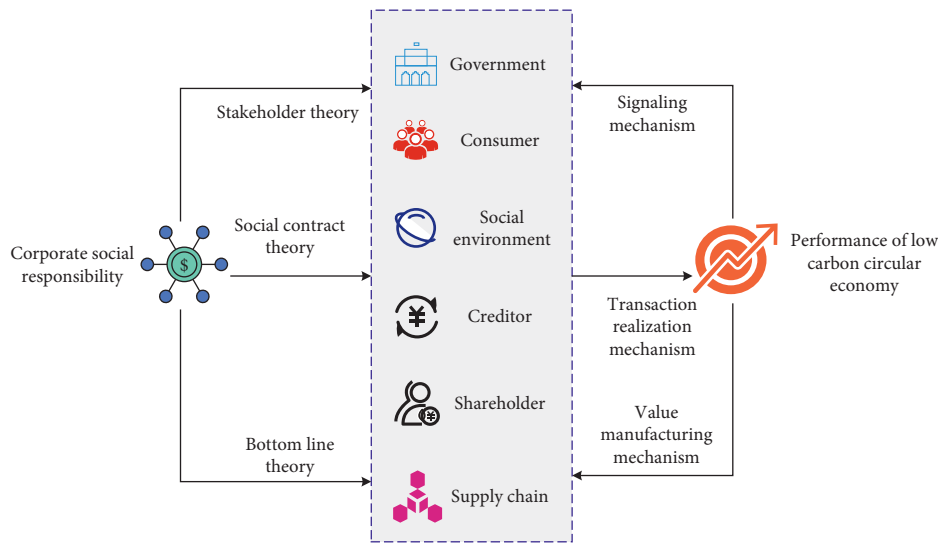 Corporate social
responsibility
$
Stakeholder theory
Social contract
theory
Bottom line
theory
Government
Consumer
Social
environment
¥
Creditor
¥
Shareholder
Supply chain
Signaling
mechanism
Transaction
realization
mechanism
Value
manufacturing
mechanism
Performance of low
carbon circular
economy